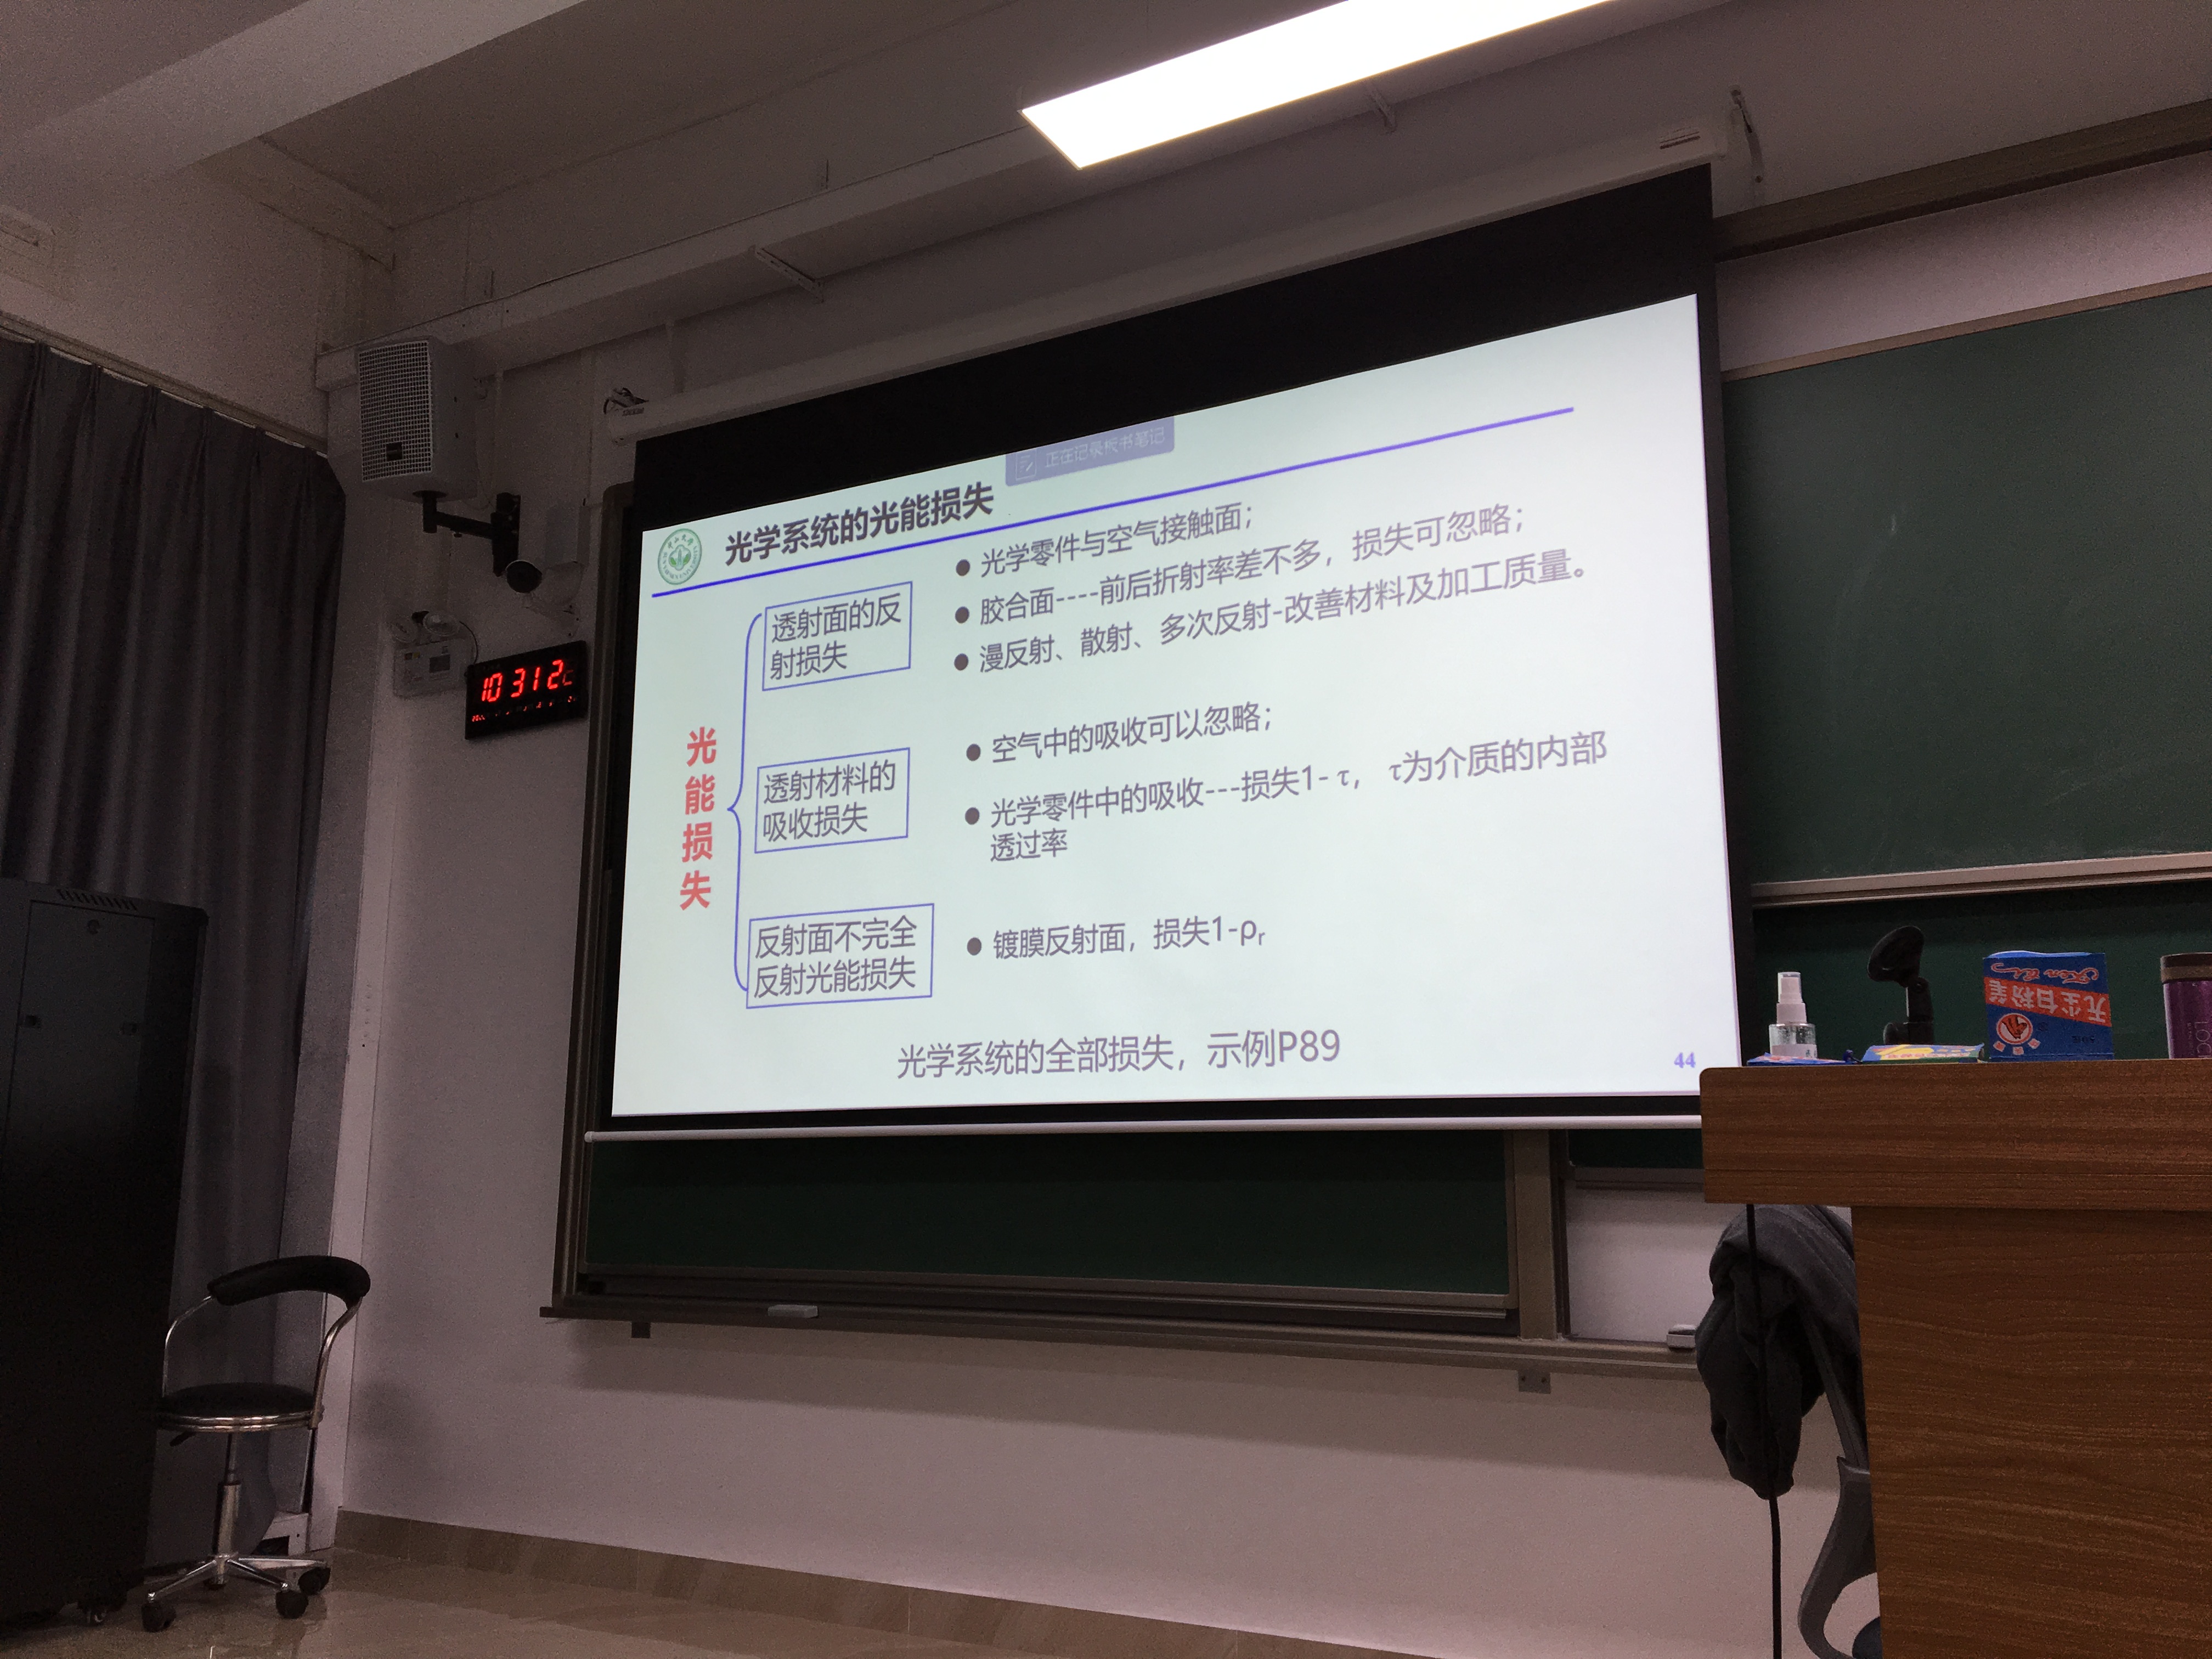 正在记录板书笔记
光学系统的光能损失
光能损失
透射面的反
射损失
● 光学零件与空气接触面；
● 胶合面----前后折射率差不多，损失可忽略；
● 漫反射、散射、多次反射-改善材料及加工质量。
透射材料的
吸收损失
● 空气中的吸收可以忽略；
● 光学零件中的吸收---损失1- τ， τ为介质的内部
透过率
反射面不完全
反射光能损失
● 镀膜反射面，损失1-ρr
光学系统的全部损失，示例P89
44
10 31 2
无尘白粉笔